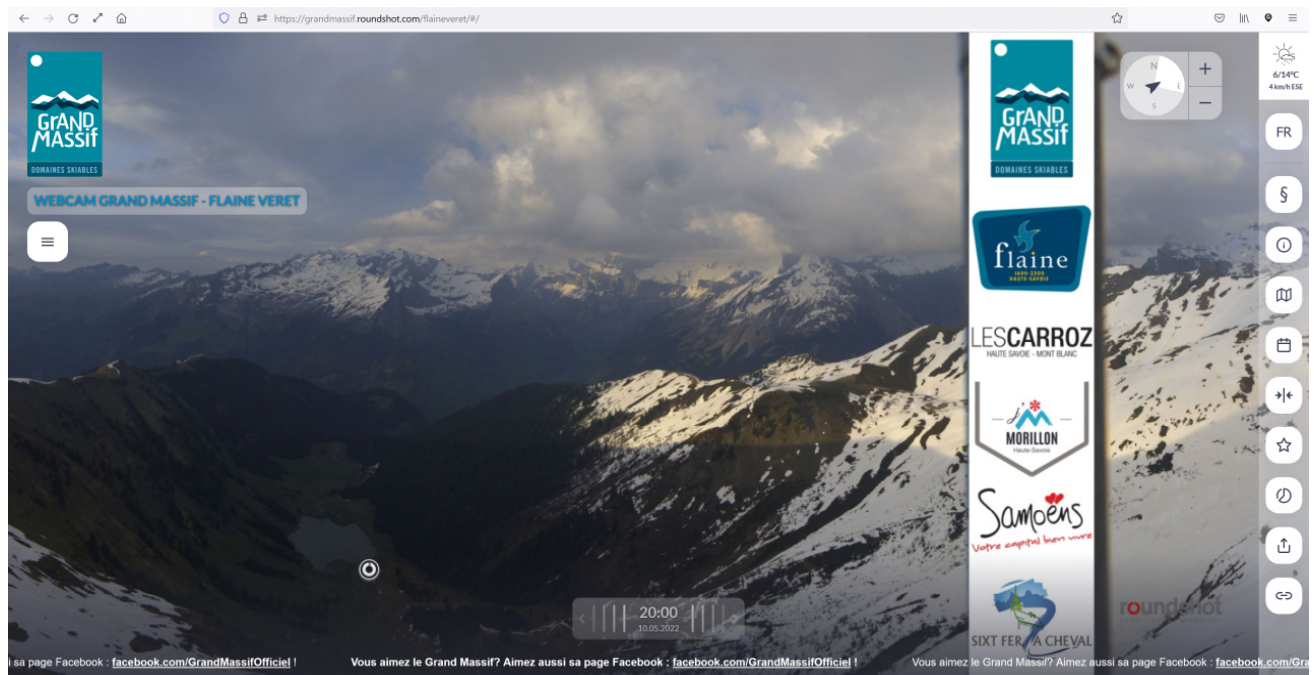 https://grandmassif.roundshot.com/flaineveret/#/
GRAND
MASSIF
DOMAINES SKIABLES
WEBCAM GRAND MASSIF - FLAINE VERET
GRAND
MASSIF
DOMAINES SKIABLES
flaine
1600-2500
HAUTE-SAVOIE
LESCARROZ
HAUTE SAVOIE - MONT BLANC
MORILLON
Haute-Savoie
Samoëns
Votre capital bien vivre
SIXT FER A CHEVAL
N
W E
S
+
−
6/14°C
4 km/h ESE
FR
§
roundshot
20:00
10.05.2022
i sa page Facebook : facebook.com/GrandMassifOfficiel !
Vous aimez le Grand Massif? Aimez aussi sa page Facebook : facebook.com/GrandMassifOfficiel !
Vous aimez le Grand Massif? Aimez aussi sa page Facebook : facebook.com/Gra